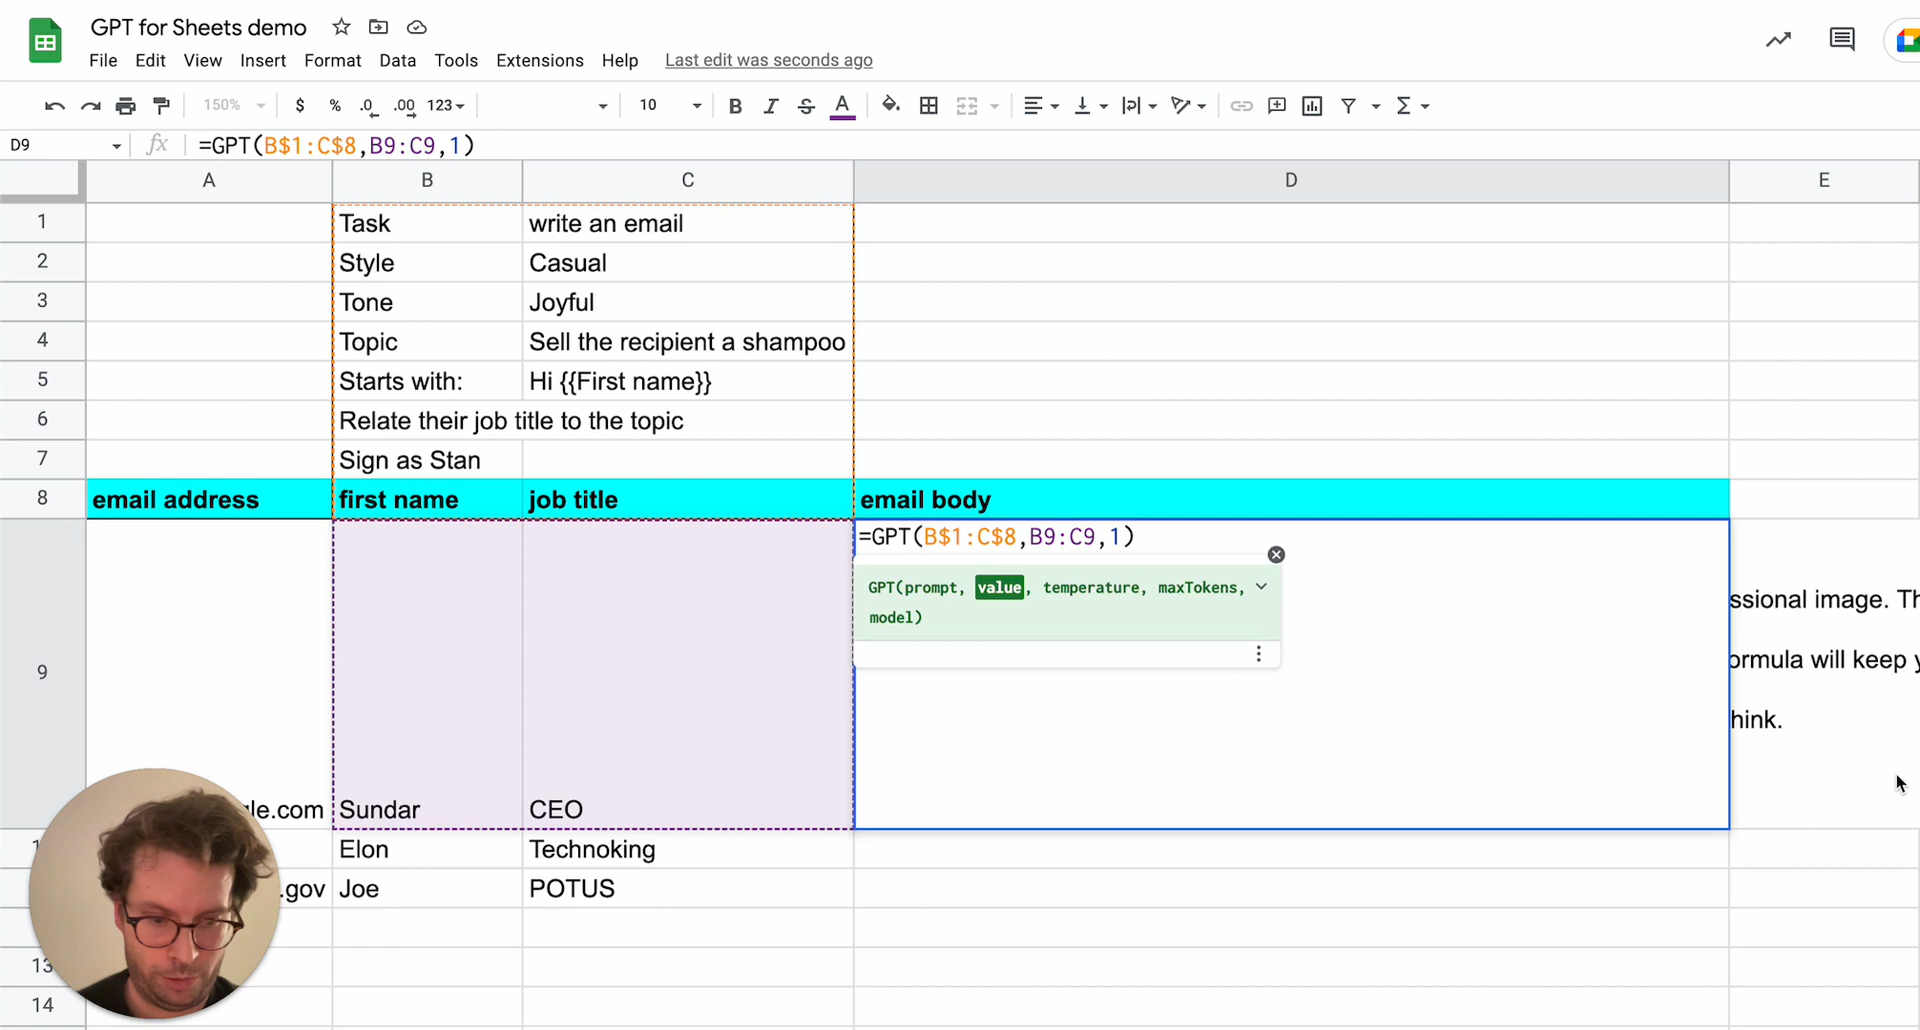 GPT for Sheets demo
File Edit View Insert Format Data Tools Extensions Help Last edit was seconds ago
150% $ % .0 .00 123 10 B I S A Σ
D9 fx =GPT(B$1:C$8,B9:C9,1)
A B C D E
1 Task write an email
2 Style Casual
3 Tone Joyful
4 Topic Sell the recipient a shampoo
5 Starts with: Hi {{First name}}
6 Relate their job title to the topic
7 Sign as Stan
8 email address first name job title email body
=GPT(B$1:C$8,B9:C9,1)
GPT(prompt, value, temperature, maxTokens,
model)
ssional image. Th
ormula will keep y
9
hink.
le.com Sundar CEO
Elon Technoking
.gov Joe POTUS
13
14